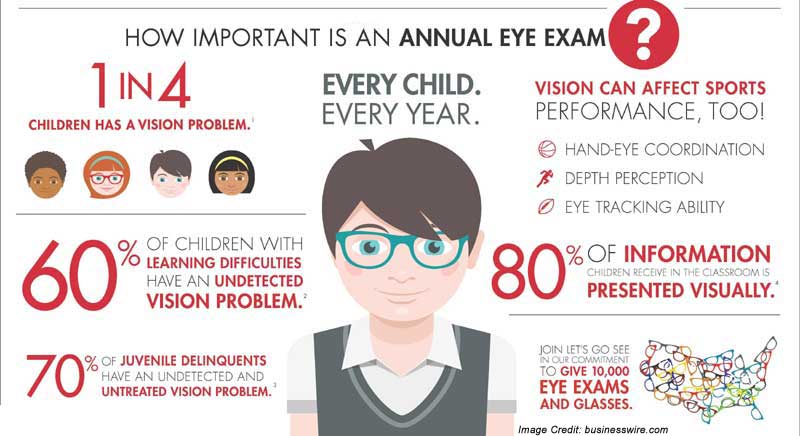 HOW IMPORTANT IS AN ANNUAL EYE EXAM ?
1 IN 4
CHILDREN HAS A VISION PROBLEM.¹
60% OF CHILDREN WITH
LEARNING DIFFICULTIES
HAVE AN UNDETECTED
VISION PROBLEM.²
70% OF JUVENILE DELINQUENTS
HAVE AN UNDETECTED AND
UNTREATED VISION PROBLEM.³
EVERY CHILD.
EVERY YEAR.
VISION CAN AFFECT SPORTS
PERFORMANCE, TOO!
HAND-EYE COORDINATION
DEPTH PERCEPTION
EYE TRACKING ABILITY
80% OF INFORMATION
CHILDREN RECEIVE IN THE CLASSROOM IS
PRESENTED VISUALLY.⁴
JOIN LET'S GO SEE
IN OUR COMMITMENT
TO GIVE 10,000
EYE EXAMS
AND GLASSES.
Image Credit: businesswire.com